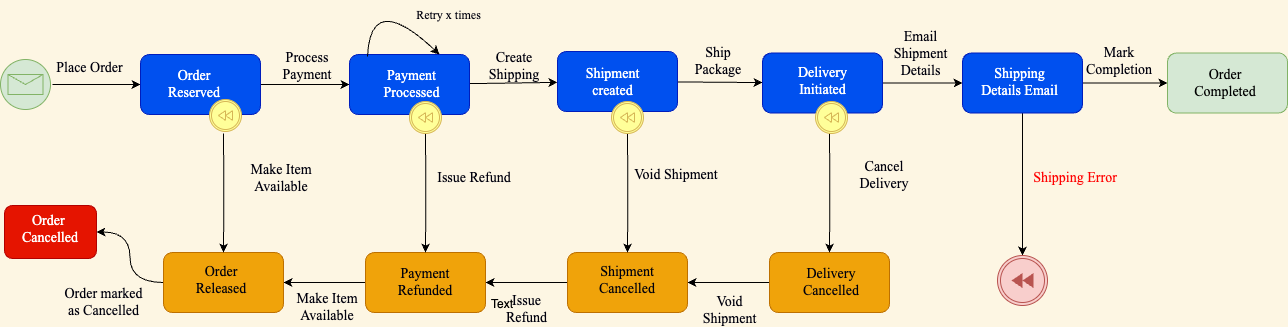 Retry x times
Place Order
Order
Reserved
Process
Payment
Payment
Processed
Create
Shipping
Shipment
created
Ship
Package
Delivery
Initiated
Email
Shipment
Details
Shipping
Details Email
Mark
Completion
Order
Completed
Make Item
Available
Issue Refund
Void Shipment
Cancel
Delivery
Shipping Error
Order
Cancelled
Order marked
as Cancelled
Order
Released
Make Item
Available
Payment
Refunded
Text
Issue
Refund
Shipment
Cancelled
Void
Shipment
Delivery
Cancelled